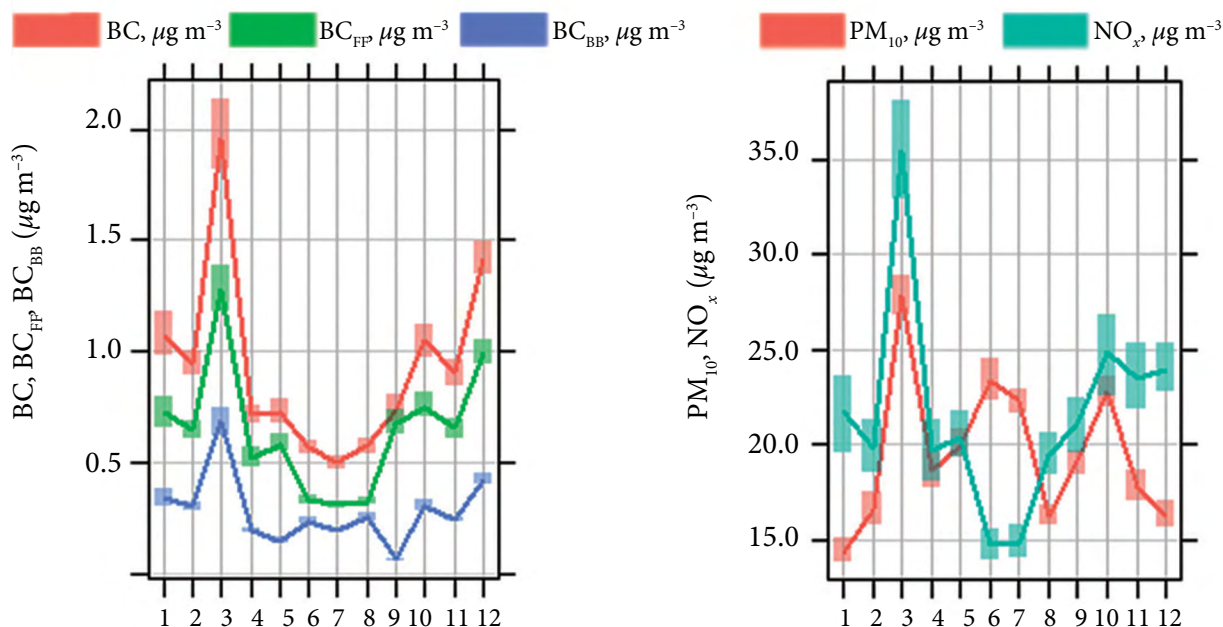 BC, μg m⁻³ BC_FF, μg m⁻³ BC_BB, μg m⁻³
BC, BC_FF, BC_BB (μg m⁻³)
2.0
1.5
1.0
0.5
1 2 3 4 5 6 7 8 9 10 11 12
PM₁₀, μg m⁻³ NOₓ, μg m⁻³
PM₁₀, NOₓ (μg m⁻³)
35.0
30.0
25.0
20.0
15.0
1 2 3 4 5 6 7 8 9 10 11 12